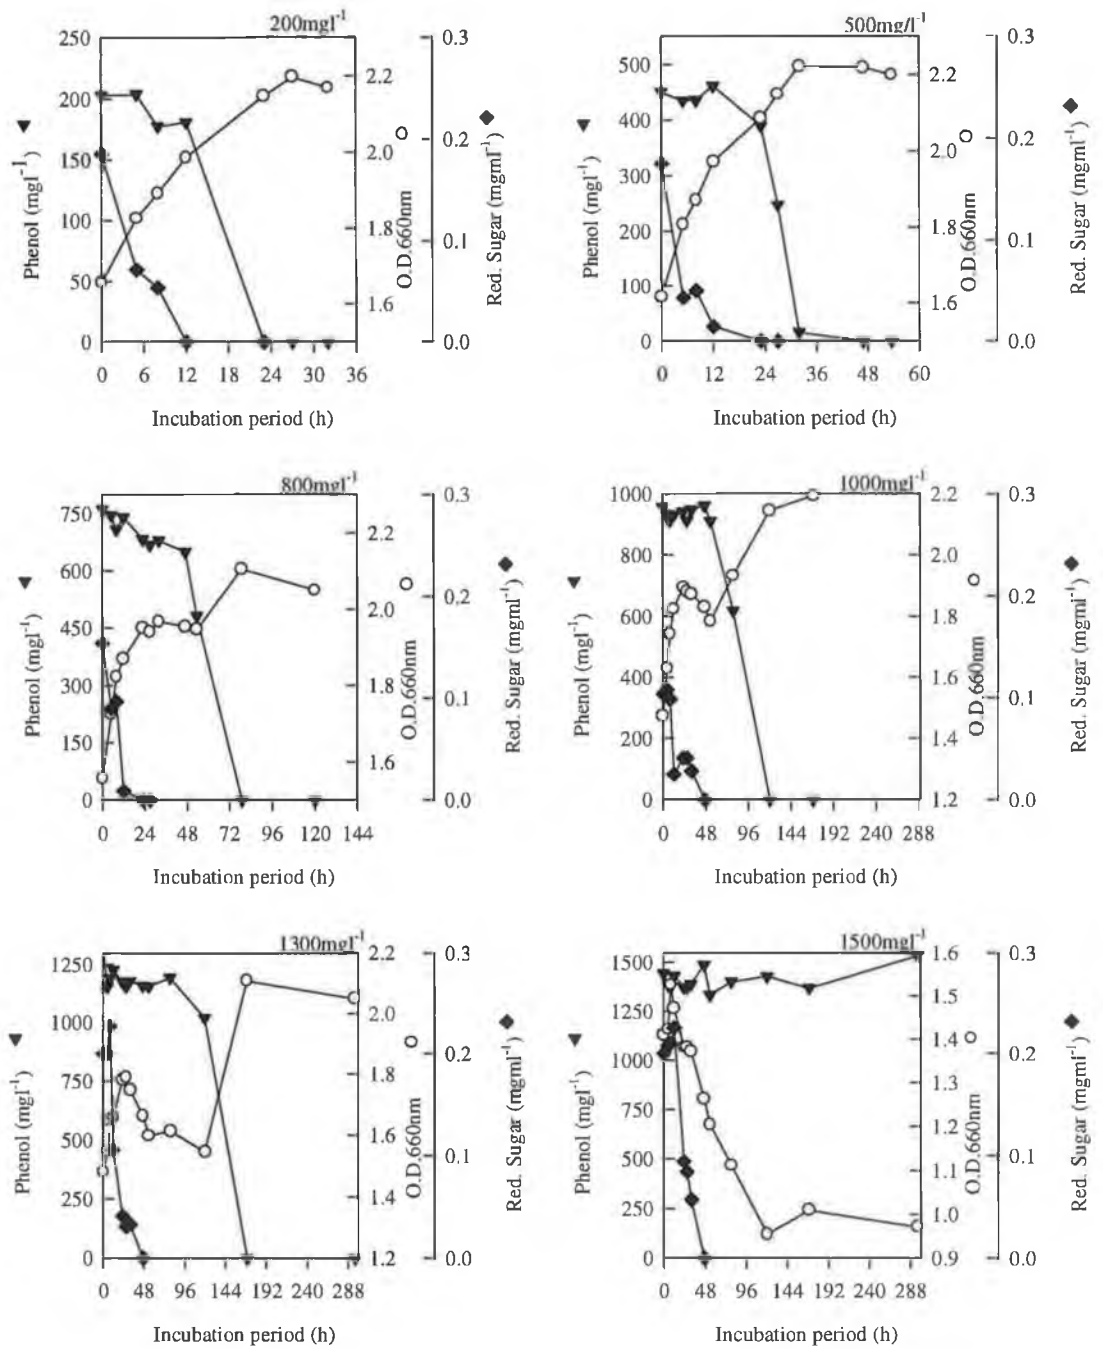 200mgl⁻¹
250
200
150
100
50
0
0 6 12 18 24 30 36
2.2
2.0
1.8
1.6
0.3
0.2
0.1
0.0
Phenol (mgl⁻¹)
O.D.660nm
Red. Sugar (mgml⁻¹)
Incubation period (h)
500mg/l⁻¹
500
400
300
200
100
0
0 12 24 36 48 60
2.2
2.0
1.8
1.6
0.3
0.2
0.1
0.0
Phenol (mgl⁻¹)
O.D.660nm
Red. Sugar (mgml⁻¹)
Incubation period (h)
800mgl⁻¹
750
600
450
300
150
0
0 24 48 72 96 120 144
2.2
2.0
1.8
1.6
0.3
0.2
0.1
0.0
Phenol (mgl⁻¹)
O.D.660nm
Red. Sugar (mgml⁻¹)
Incubation period (h)
1000mgl⁻¹
1000
800
600
400
200
0
0 48 96 144 192 240 288
2.2
2.0
1.8
1.6
1.4
1.2
0.3
0.2
0.1
0.0
Phenol (mgl⁻¹)
O.D.660nm
Red. Sugar (mgml⁻¹)
Incubation period (h)
1300mgl⁻¹
1250
1000
750
500
250
0
0 48 96 144 192 240 288
2.2
2.0
1.8
1.6
1.4
1.2
0.3
0.2
0.1
0.0
Phenol (mgl⁻¹)
O.D.660nm
Red. Sugar (mgml⁻¹)
Incubation period (h)
1500mgl⁻¹
1500
1250
1000
750
500
250
0
0 48 96 144 192 240 288
1.6
1.5
1.4
1.3
1.2
1.1
1.0
0.9
0.3
0.2
0.1
0.0
Phenol (mgl⁻¹)
O.D.660nm
Red. Sugar (mgml⁻¹)
Incubation period (h)